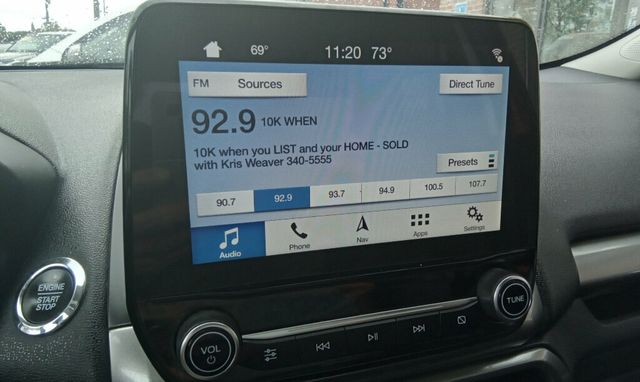 69° 11:20 73°
FM Sources Direct Tune
92.9 10K WHEN
10K when you LIST and your HOME - SOLD
with Kris Weaver 340-5555
Presets
90.7 92.9 93.7 94.9 100.5 107.7
Audio Phone Nav Apps Settings
ENGINE
START
STOP
VOL
TUNE